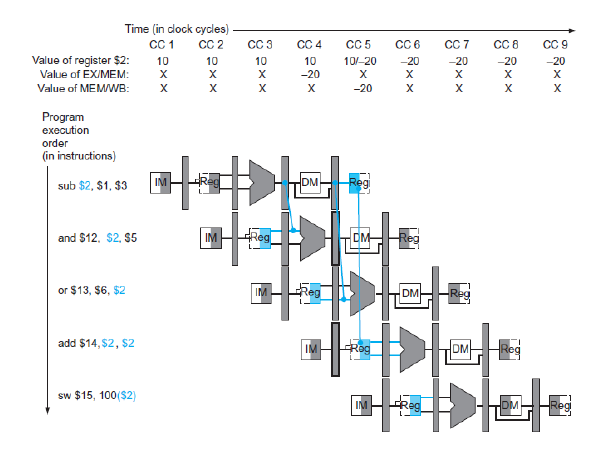 Time (in clock cycles)
CC 1 CC 2 CC 3 CC 4 CC 5 CC 6 CC 7 CC 8 CC 9
Value of register $2: 10 10 10 10 10/–20 –20 –20 –20 –20
Value of EX/MEM: X X X –20 X X X X X
Value of MEM/WB: X X X X –20 X X X X
Program
execution
order
(in instructions)
sub $2, $1, $3 IM Reg DM Reg
and $12, $2, $5 IM Reg DM Reg
or $13, $6, $2 IM Reg DM Reg
add $14, $2, $2 IM Reg DM Reg
sw $15, 100($2) IM Reg DM Reg